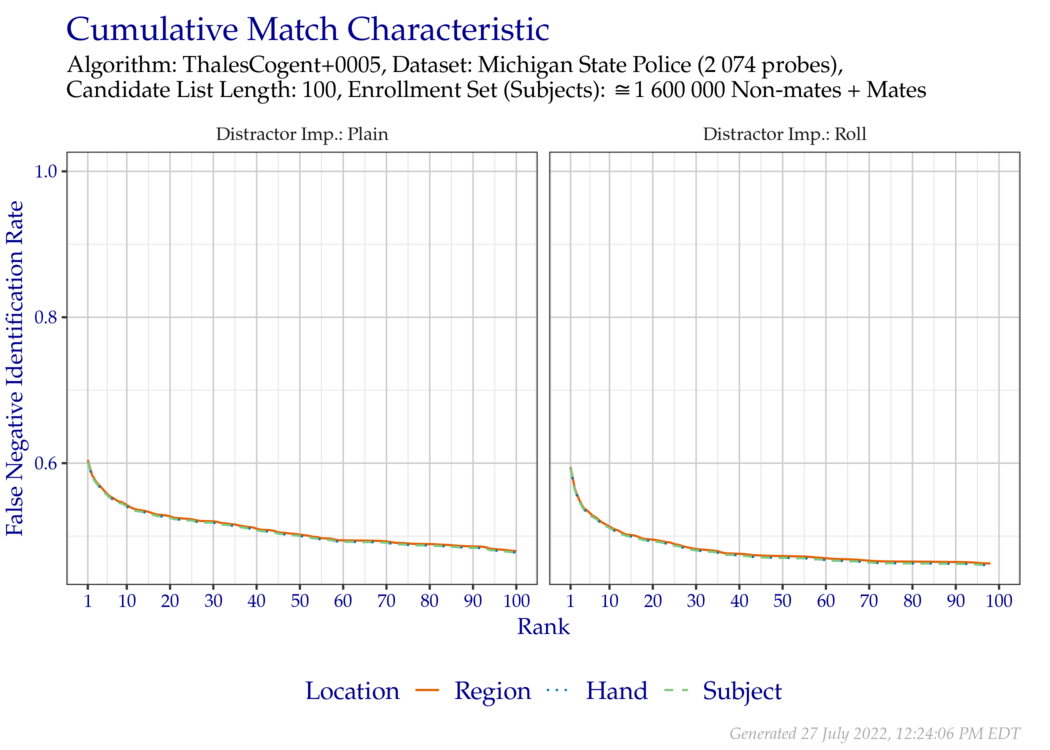 Cumulative Match Characteristic
Algorithm: ThalesCogent+0005, Dataset: Michigan State Police (2 074 probes),
Candidate List Length: 100, Enrollment Set (Subjects): ≅1 600 000 Non-mates + Mates
Distractor Imp.: Plain Distractor Imp.: Roll
False Negative Identification Rate
1.0
0.8
0.6
1 10 20 30 40 50 60 70 80 90 100 1 10 20 30 40 50 60 70 80 90 100
Rank
Location Region Hand Subject
Generated 27 July 2022, 12:24:06 PM EDT